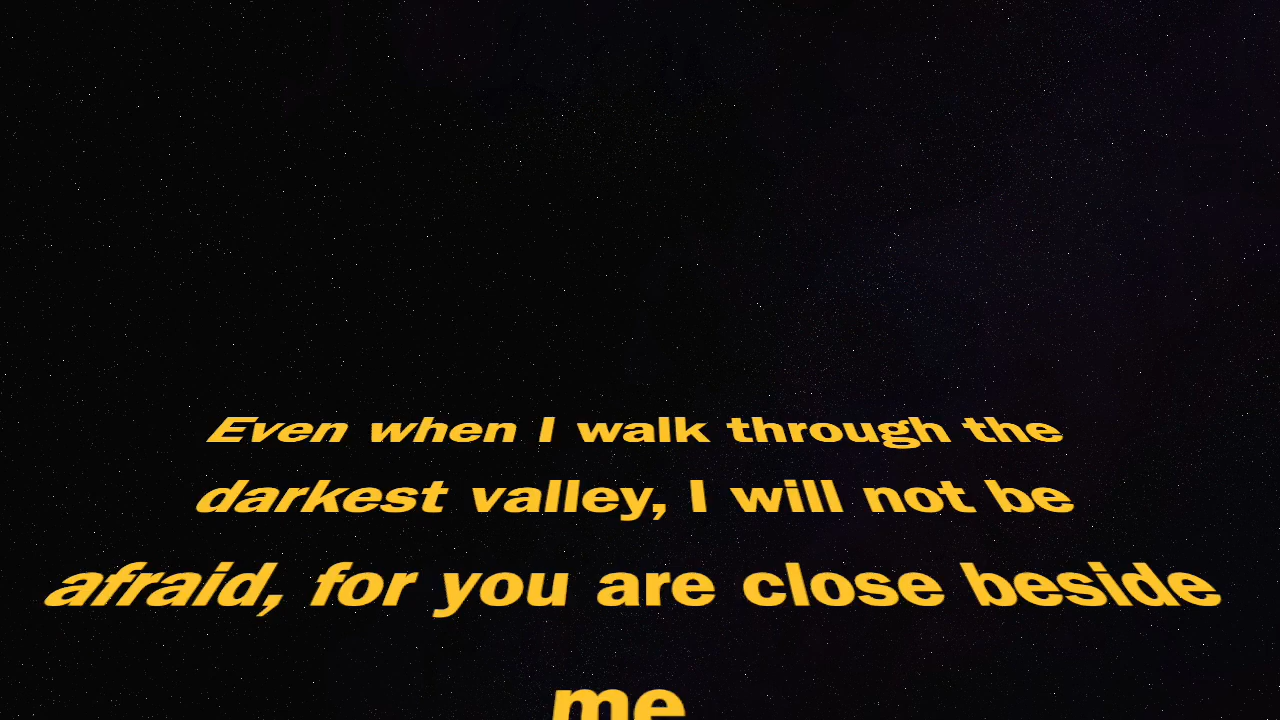 Even when I walk through the
darkest valley, I will not be
afraid, for you are close beside
me